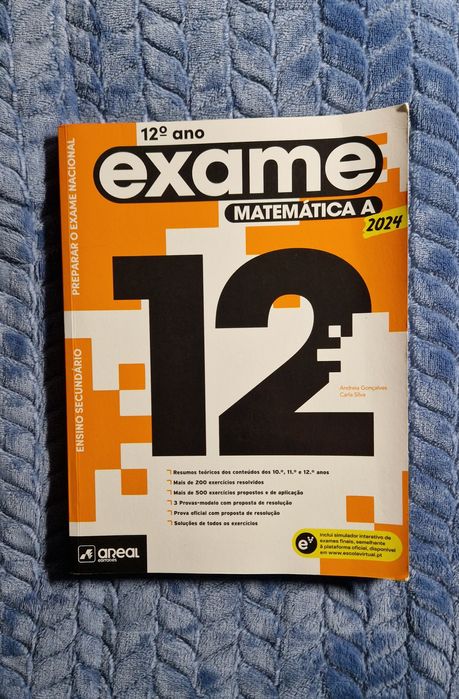 12º ano
exame
MATEMÁTICA A
2024
PREPARAR O EXAME NACIONAL
ENSINO SECUNDÁRIO
12
Andreia Gonçalves
Carla Silva
Resumos teóricos dos conteúdos dos 10.º, 11.º e 12.º anos
Mais de 200 exercícios resolvidos
Mais de 500 exercícios propostos e de aplicação
3 Provas-modelo com proposta de resolução
Prova oficial com proposta de resolução
Soluções de todos os exercícios
areal
editores
ev
inclui simulador interativo de
exames finais, semelhante
à plataforma oficial, disponível
em www.escolavirtual.pt